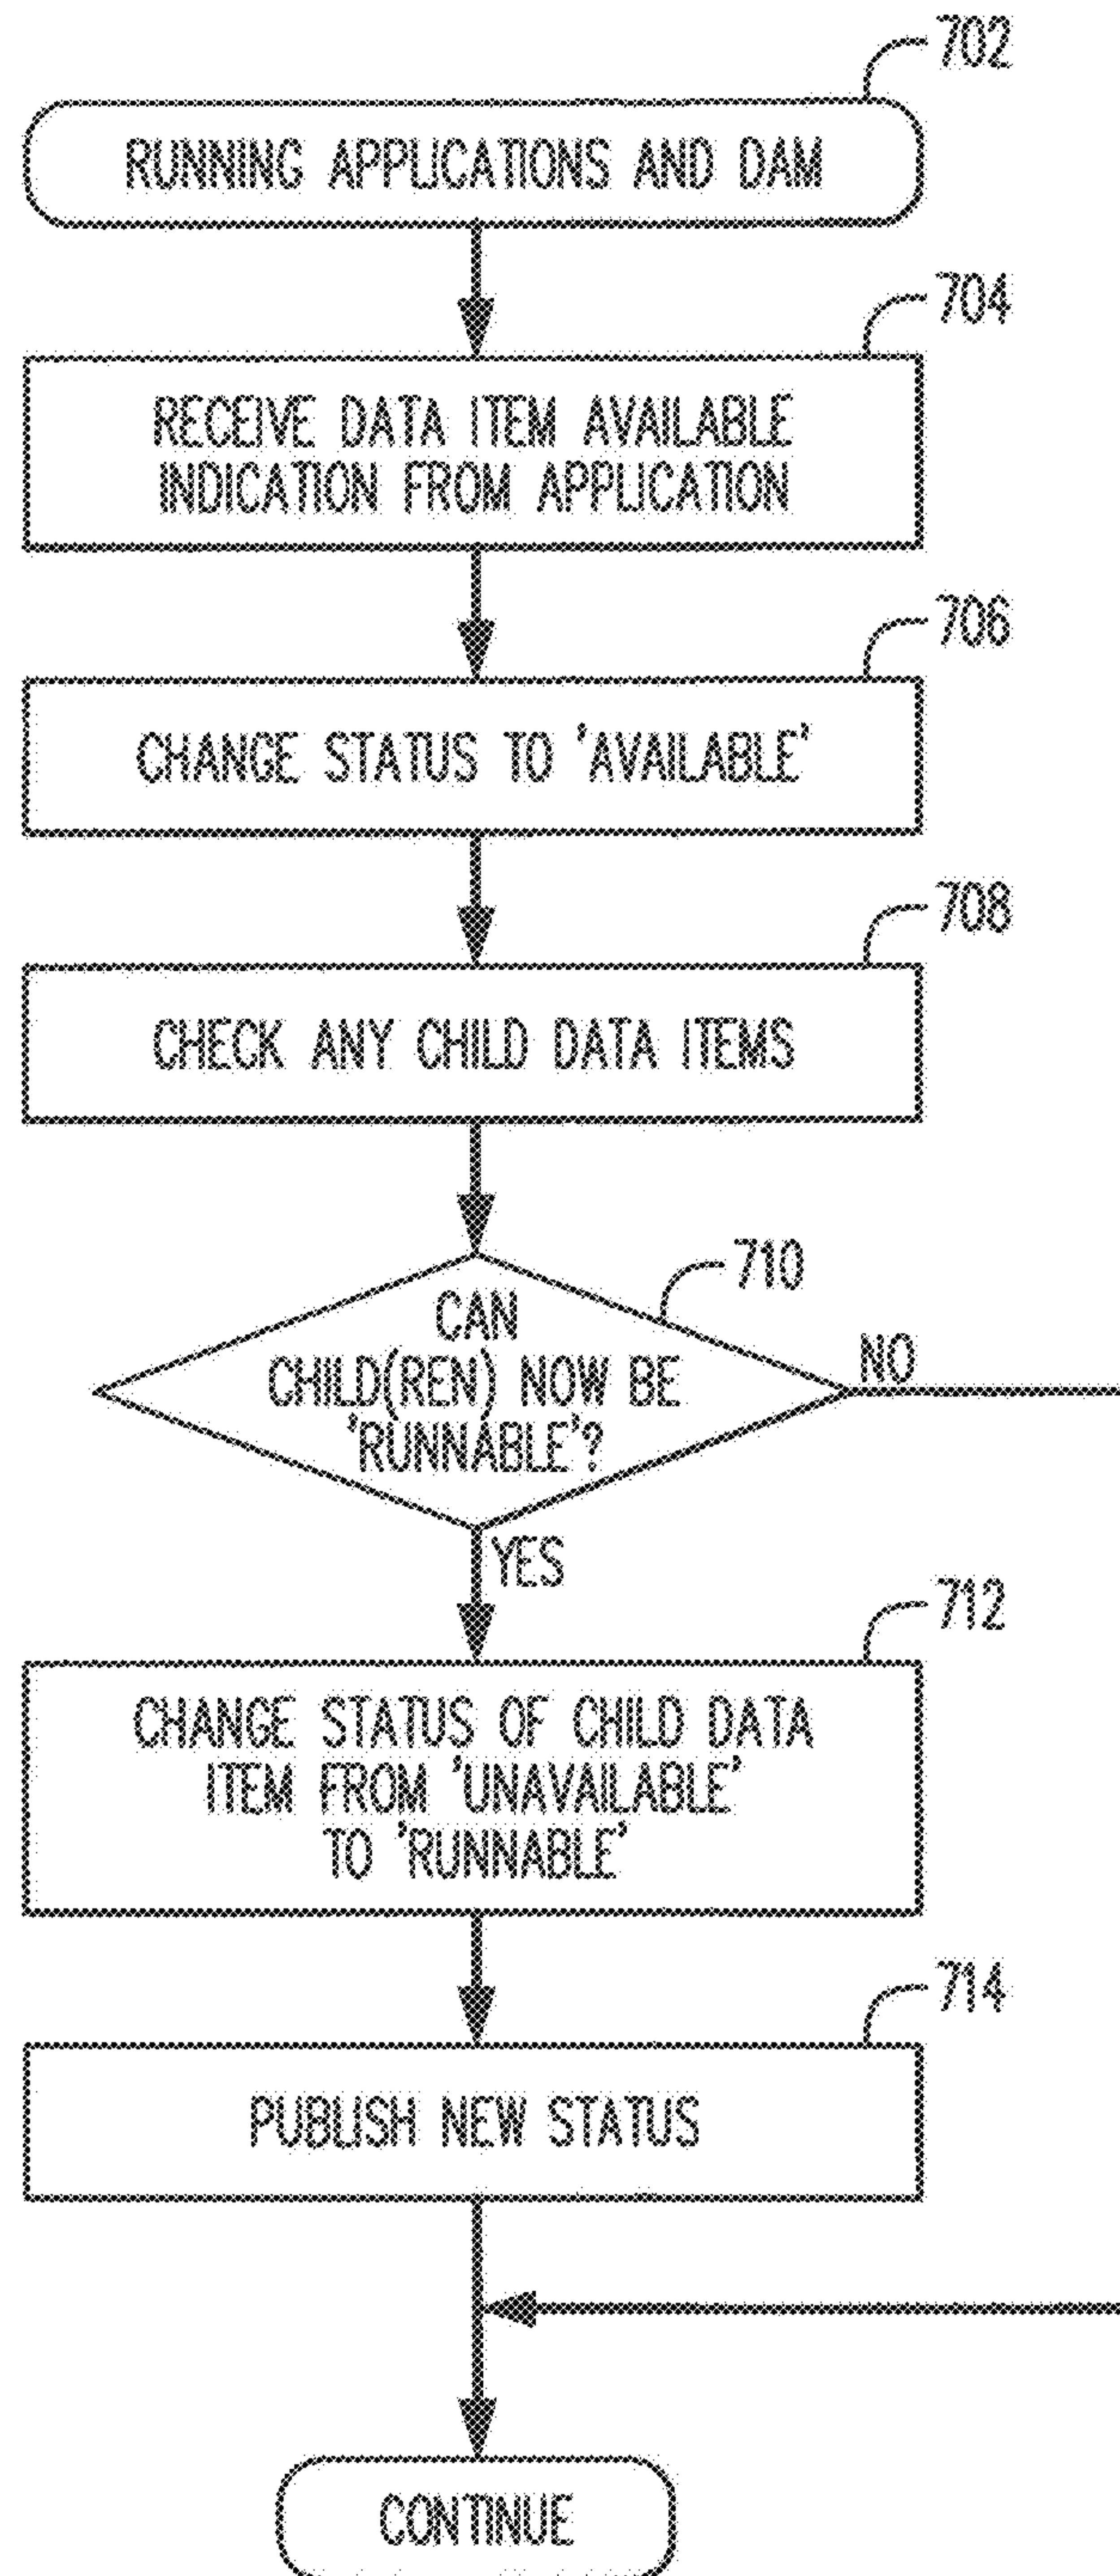 702
RUNNING APPLICATIONS AND DAM
704
RECEIVE DATA ITEM AVAILABLE
INDICATION FROM APPLICATION
706
CHANGE STATUS TO 'AVAILABLE'
708
CHECK ANY CHILD DATA ITEMS
710
CAN
CHILD(REN) NOW BE
'RUNNABLE'?
NO
YES
712
CHANGE STATUS OF CHILD DATA
ITEM FROM 'UNAVAILABLE'
TO 'RUNNABLE'
714
PUBLISH NEW STATUS
CONTINUE